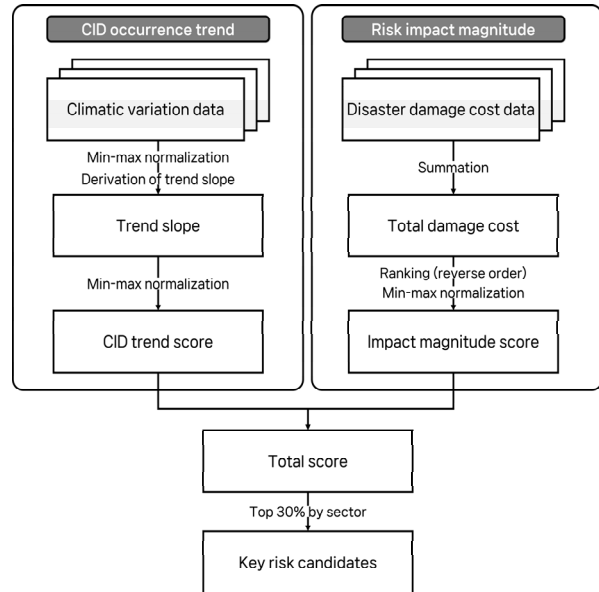 CID occurrence trend
Climatic variation data
Min-max normalization
Derivation of trend slope
Trend slope
Min-max normalization
CID trend score
Risk impact magnitude
Disaster damage cost data
Summation
Total damage cost
Ranking (reverse order)
Min-max normalization
Impact magnitude score
Total score
Top 30% by sector
Key risk candidates